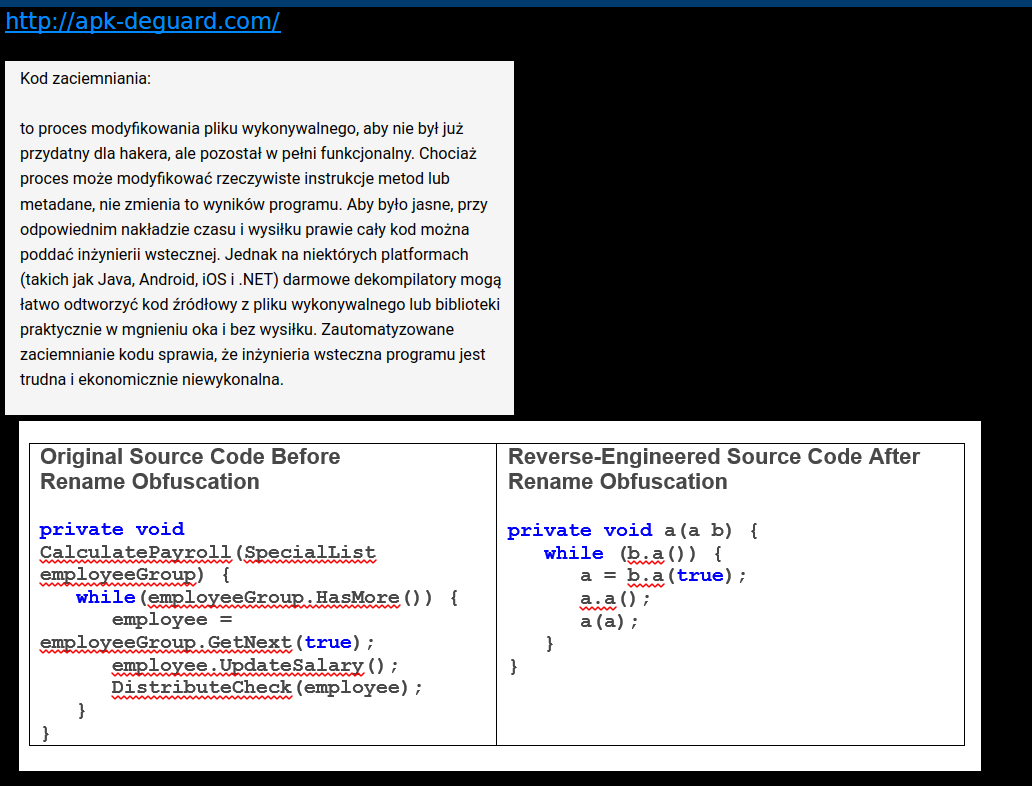 http://apk-deguard.com/
Kod zaciemniania:
to proces modyfikowania pliku wykonywalnego, aby nie był już
przydatny dla hakera, ale pozostał w pełni funkcjonalny. Chociaż
proces może modyfikować rzeczywiste instrukcje metod lub
metadane, nie zmienia to wyników programu. Aby było jasne, przy
odpowiednim nakładzie czasu i wysiłku prawie cały kod można
poddać inżynierii wstecznej. Jednak na niektórych platformach
(takich jak Java, Android, iOS i .NET) darmowe dekompilatory mogą
łatwo odtworzyć kod źródłowy z pliku wykonywalnego lub biblioteki
praktycznie w mgnieniu oka i bez wysiłku. Zautomatyzowane
zaciemnianie kodu sprawia, że inżynieria wsteczna programu jest
trudna i ekonomicznie niewykonalna.
Original Source Code Before
Rename Obfuscation
private void
CalculatePayroll(SpecialList
employeeGroup) {
while(employeeGroup.HasMore()) {
employee =
employeeGroup.GetNext(true);
employee.UpdateSalary();
DistributeCheck(employee);
}
}
Reverse-Engineered Source Code After
Rename Obfuscation
private void a(a b) {
while (b.a()) {
a = b.a(true);
a.a();
a(a);
}
}